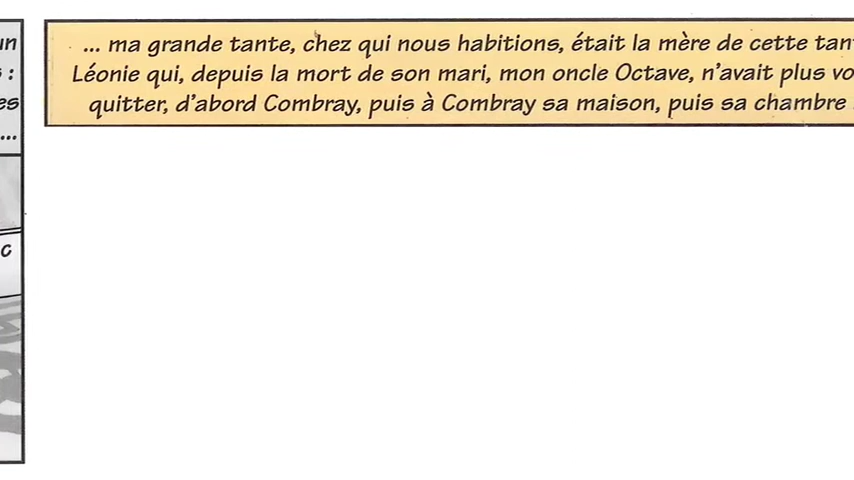 ... ma grande tante, chez qui nous habitions, était la mère de cette
Léonie qui, depuis la mort de son mari, mon oncle Octave, n'avait plus
quitter, d'abord Combray, puis à Combray sa maison, puis sa chambre